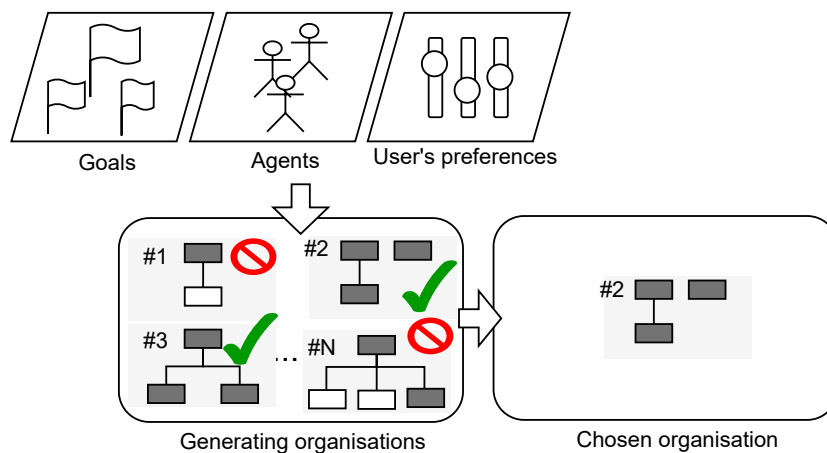 Goals
Agents
User's preferences
#1
#2
#3
...
#N
#2
Generating organisations
Chosen organisation